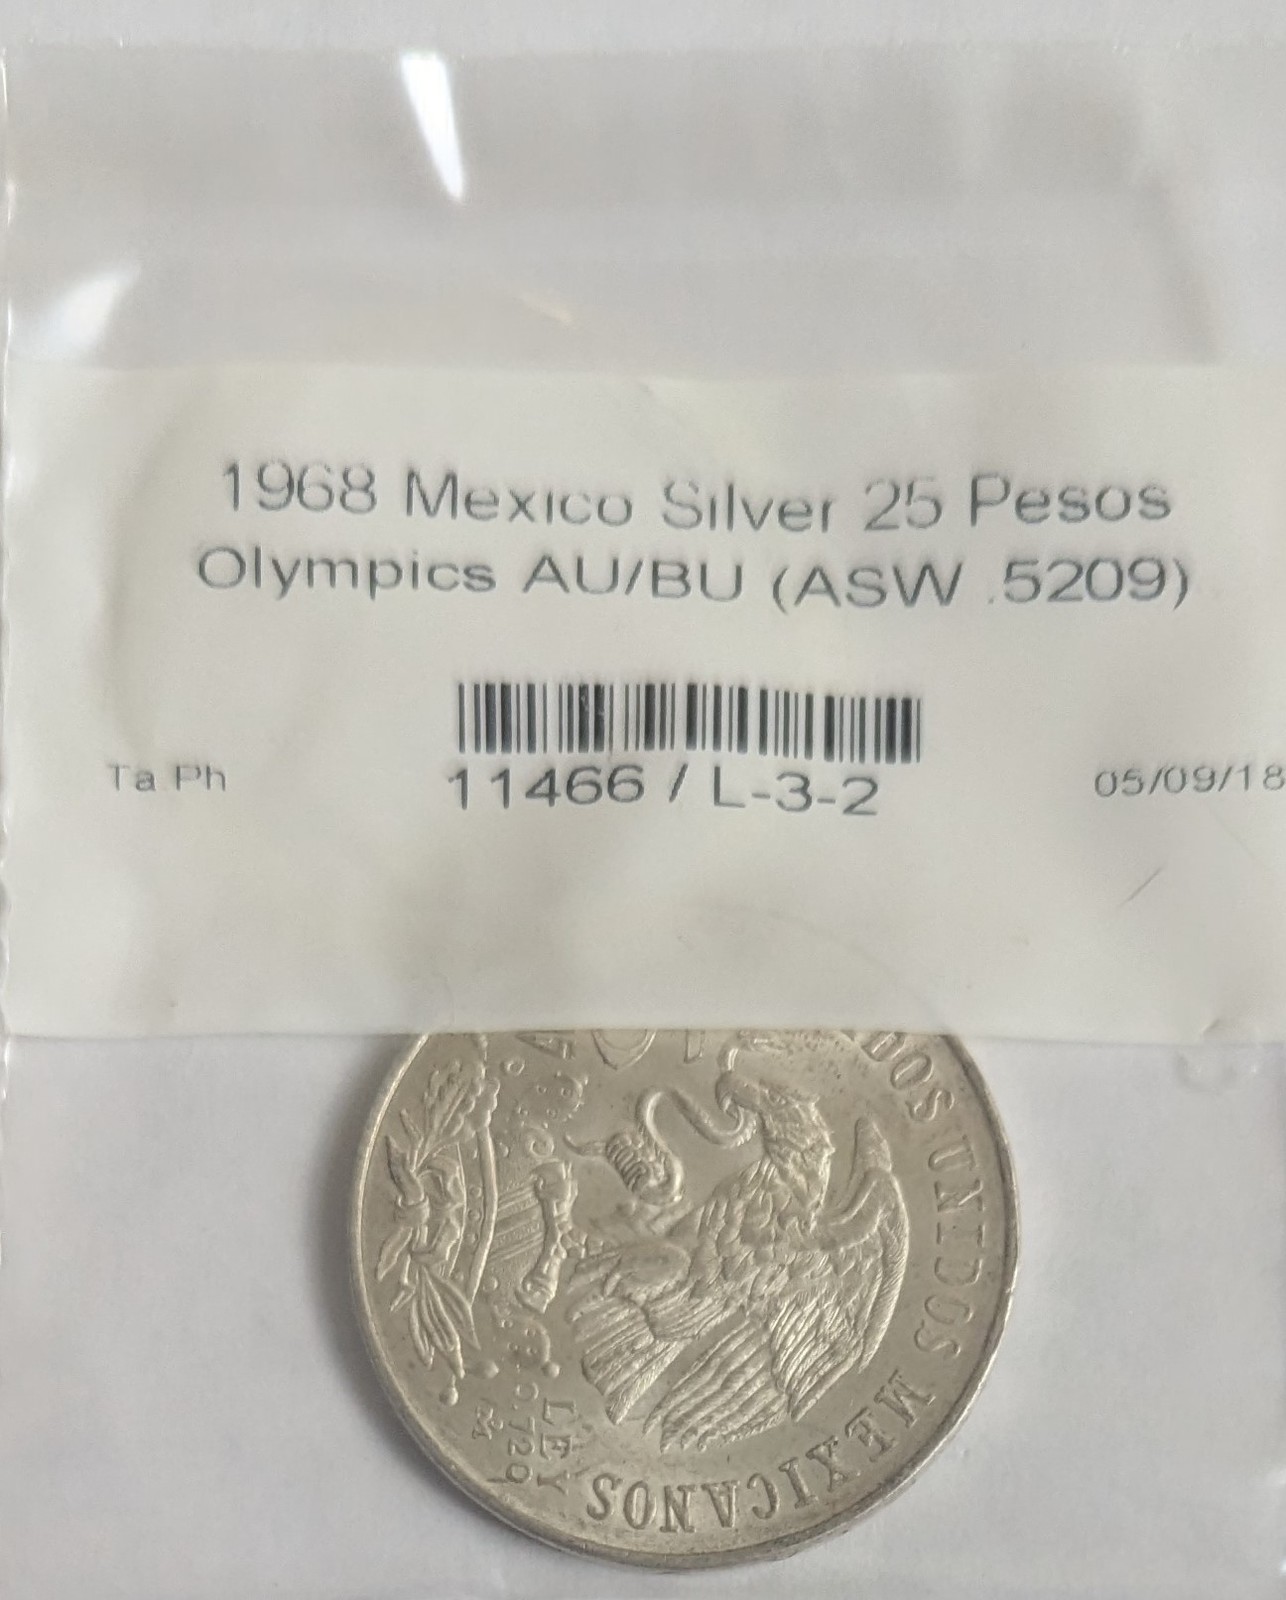 1968 Mexico Silver 25 Pesos
Olympics AU/BU (ASW .5209)
Ta Ph
11466 / L-3-2
05/09/18
DOS UNIDOS MEXICANOS
LEY
0.720